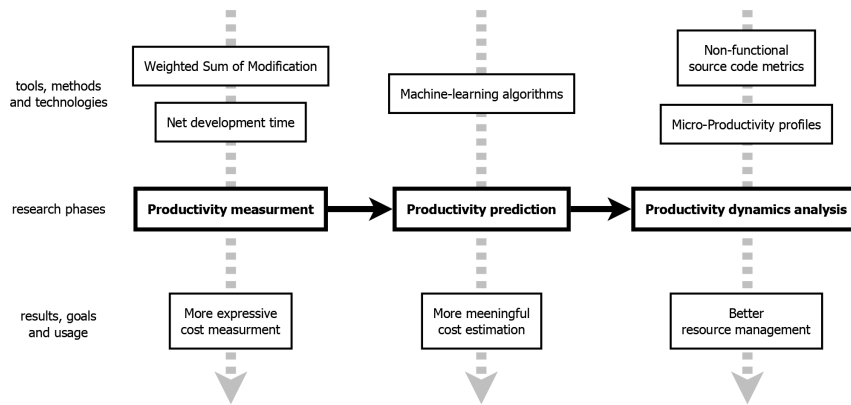 tools, methods
and technologies
Weighted Sum of Modification
Net development time
Machine-learning algorithms
Non-functional
source code metrics
Micro-Productivity profiles
research phases
Productivity measurment
Productivity prediction
Productivity dynamics analysis
results, goals
and usage
More expressive
cost measurment
More meeningful
cost estimation
Better
resource management